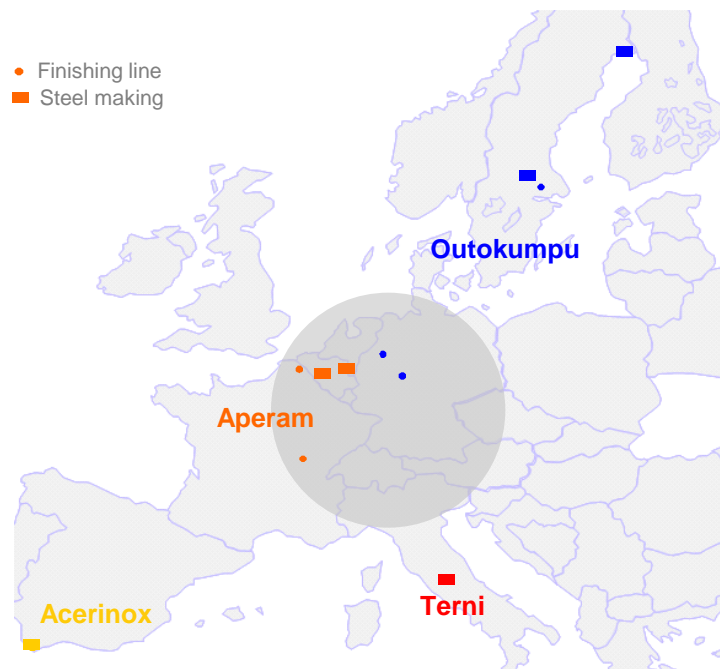 Finishing line
Steel making
Outokumpu
Aperam
Acerinox
Terni